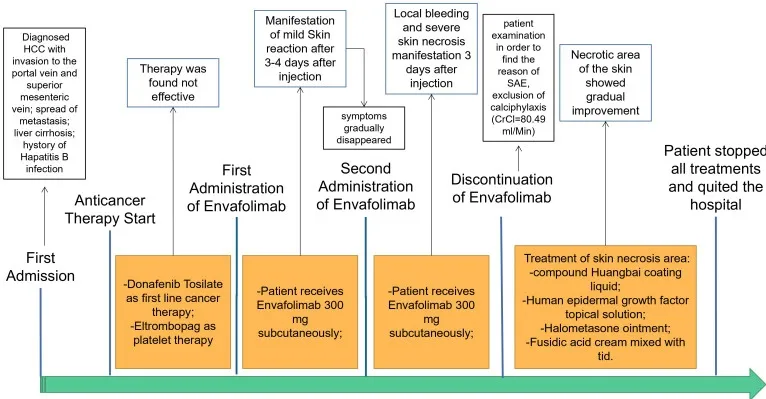 Diagnosed
HCC with
invasion to the
portal vein and
superior
mesenteric
vein; spread of
metastasis;
liver cirrhosis;
hystory of
Hapatitis B
infection
First
Admission
Anticancer
Therapy Start
Therapy was
found not
effective
-Donafenib Tosilate
as first line cancer
therapy;
-Eltrombopag as
platelet therapy
First
Administration
of Envafolimab
Manifestation
of mild Skin
reaction after
3-4 days after
injection
symptoms
gradually
disappeared
-Patient receives
Envafolimab 300
mg
subcutaneously;
Second
Administration
of Envafolimab
Local bleeding
and severe
skin necrosis
manifestation 3
days after
injection
-Patient receives
Envafolimab 300
mg
subcutaneously;
patient
examination
in order to
find the
reason of
SAE,
exclusion of
calciphylaxis
(CrCl=80.49
ml/Min)
Discontinuation
of Envafolimab
Necrotic area
of the skin
showed
gradual
improvement
Treatment of skin necrosis area:
-compound Huangbai coating
liquid;
-Human epidermal growth factor
topical solution;
-Halometasone ointment;
-Fusidic acid cream mixed with
tid.
Patient stopped
all treatments
and quited the
hospital